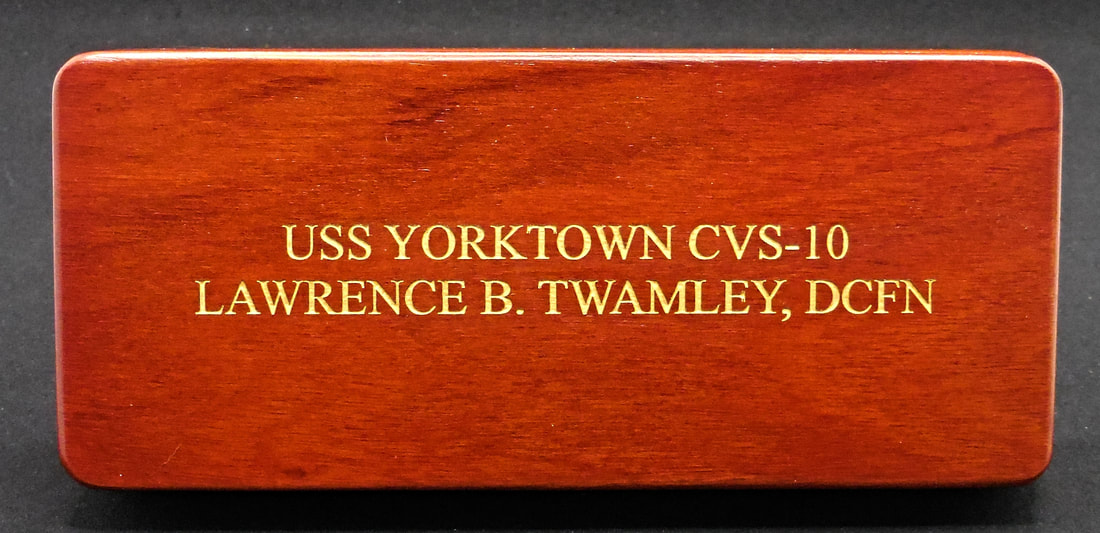 USS YORKTOWN CVS-10
LAWRENCE B. TWAMLEY, DCFN